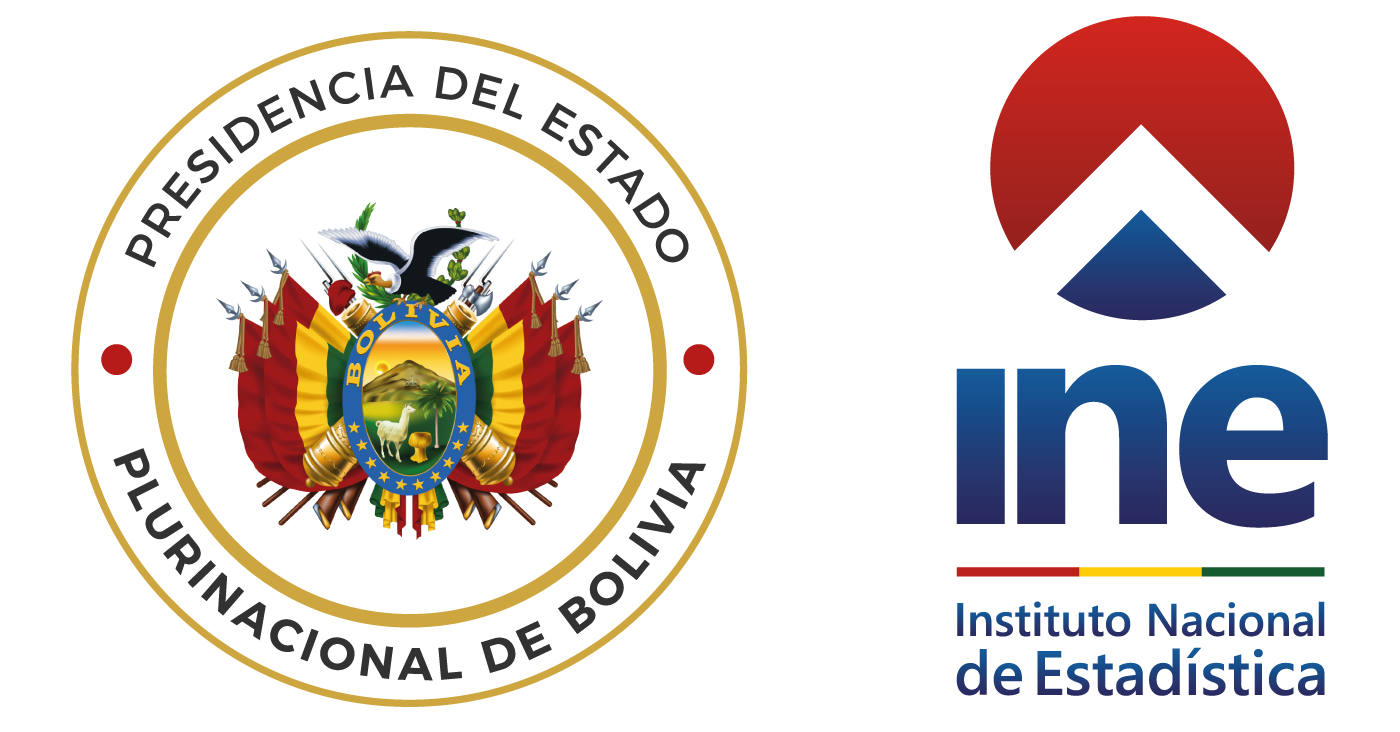 PRESIDENCIA DEL ESTADO
PLURINACIONAL DE BOLIVIA
BOLIVIA
ine
Instituto Nacional
de Estadística